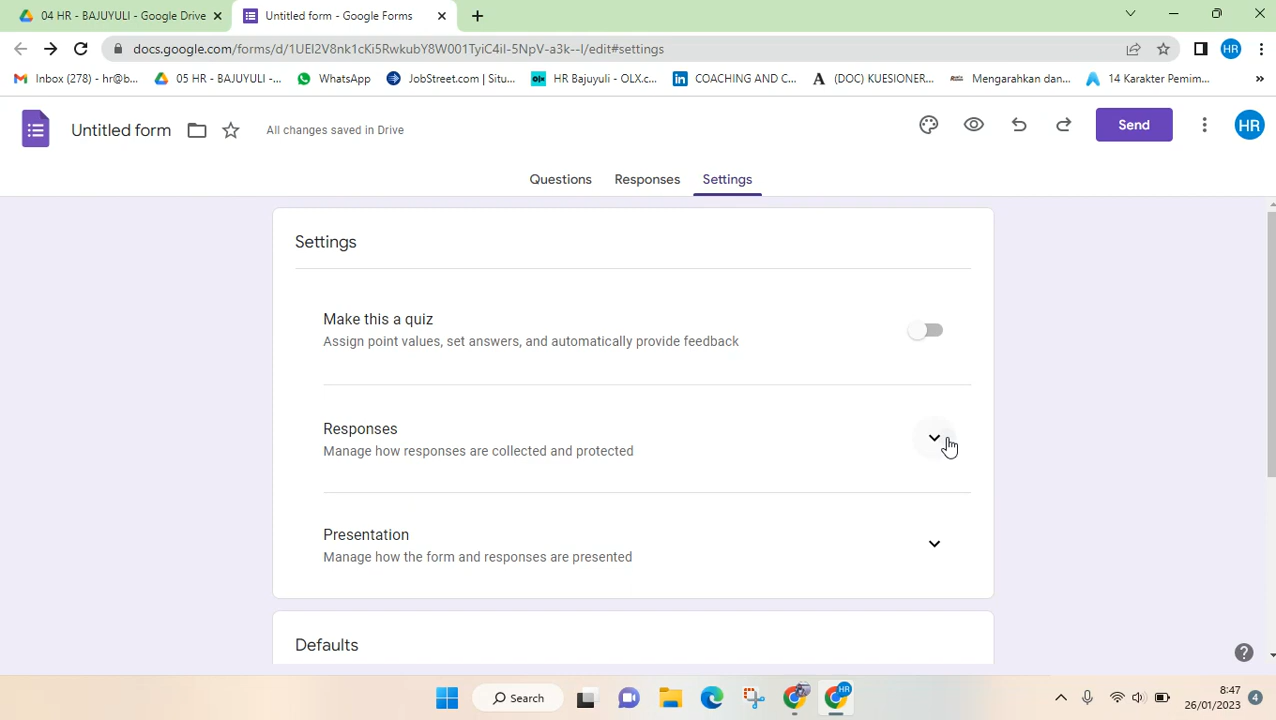 04 HR - BAJUYULI - Google Drive
Untitled form - Google Forms
docs.google.com/forms/d/1UEl2V8nk1cKi5RwkubY8W001TyiC4iI-5NpV-a3k--I/edit#settings
HR
Inbox (278) - hr@b...
05 HR - BAJUYULI -...
WhatsApp
JobStreet.com | Situ...
HR Bajuyuli - OLX.c...
COACHING AND C...
(DOC) KUESIONER...
Mengarahkan dan...
14 Karakter Pemim...
Untitled form
All changes saved in Drive
Send
HR
Questions
Responses
Settings
Settings
Make this a quiz
Assign point values, set answers, and automatically provide feedback
Responses
Manage how responses are collected and protected
Presentation
Manage how the form and responses are presented
Defaults
Search
HR
8:47
26/01/2023
4